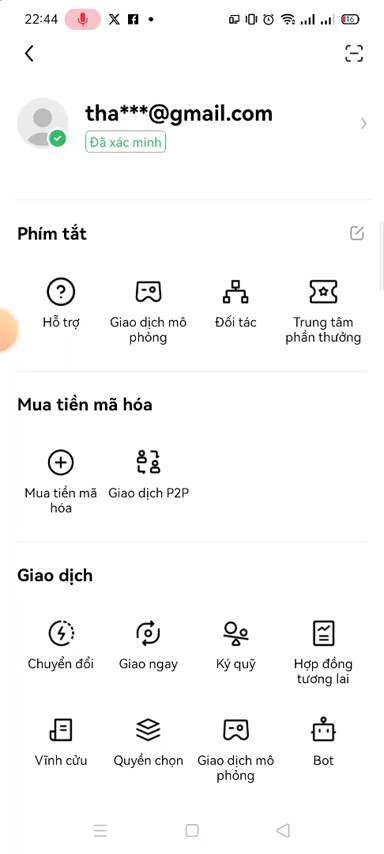 22:44
16
tha***@gmail.com
Đã xác minh
Phím tắt
Hỗ trợ
Giao dịch mô
phỏng
Đối tác
Trung tâm
phần thưởng
Mua tiền mã hóa
Mua tiền mã
hóa
Giao dịch P2P
Giao dịch
Chuyển đổi
Giao ngay
Ký quỹ
Hợp đồng
tương lai
Vĩnh cửu
Quyền chọn
Giao dịch mô
phỏng
Bot